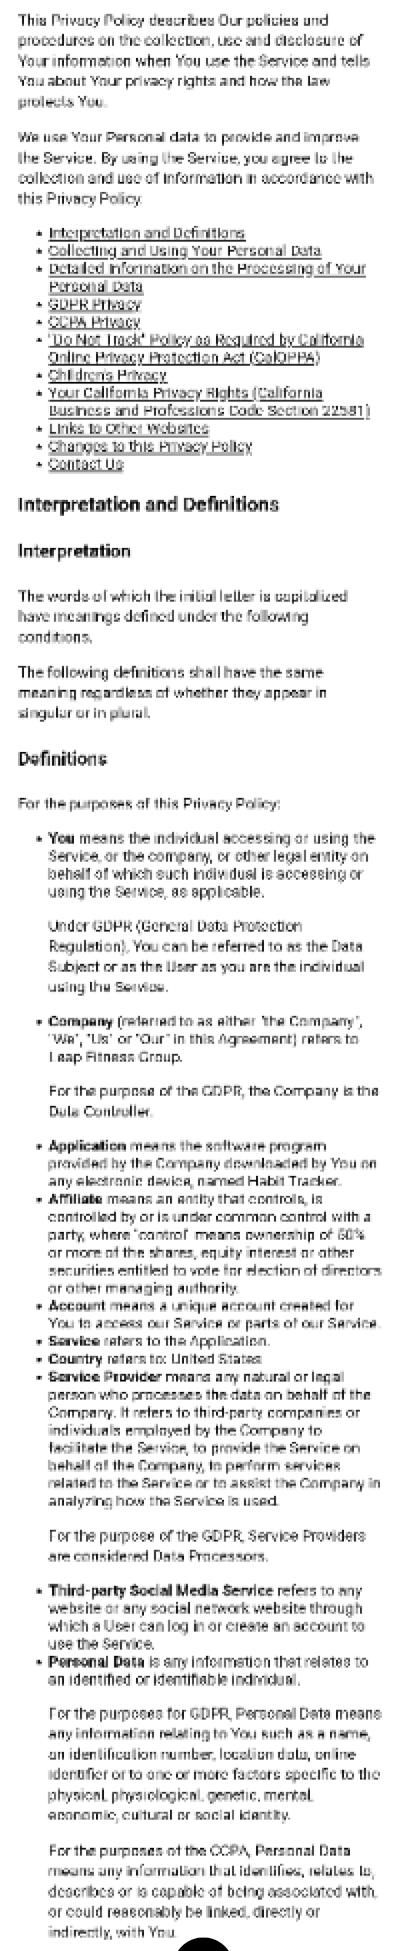 This Privacy Policy describes Our policies and
procedures on the collection, use and disclosure of
Your information when You use the Service and tells
You about Your privacy rights and how the law
protects You.
We use Your Personal data to provide and improve
the Service. By using the Service, you agree to the
collection and use of information in accordance with
this Privacy Policy.
• Interpretation and Definitions
• Collecting and Using Your Personal Data
• Detailed Information on the Processing of Your
Personal Data
• GDPR Privacy
• CCPA Privacy
• "Do Not Track" Policy as Required by California
Online Privacy Protection Act (CalOPPA)
• Children's Privacy
• Your California Privacy Rights (California
Business and Professions Code Section 22581)
• Links to Other Websites
• Changes to this Privacy Policy
• Contact Us
Interpretation and Definitions
Interpretation
The words of which the initial letter is capitalized
have meanings defined under the following
conditions.
The following definitions shall have the same
meaning regardless of whether they appear in
singular or in plural.
Definitions
For the purposes of this Privacy Policy:
• You means the individual accessing or using the
Service, or the company, or other legal entity on
behalf of which such individual is accessing or
using the Service, as applicable.
Under GDPR (General Data Protection
Regulation), You can be referred to as the Data
Subject or as the User as you are the individual
using the Service.
• Company (referred to as either "the Company",
"We", "Us" or "Our" in this Agreement) refers to
Leap Fitness Group.
For the purpose of the GDPR, the Company is the
Data Controller.
• Application means the software program
provided by the Company downloaded by You on
any electronic device, named Habit Tracker.
• Affiliate means an entity that controls, is
controlled by or is under common control with a
party, where "control" means ownership of 50%
or more of the shares, equity interest or other
securities entitled to vote for election of directors
or other managing authority.
• Account means a unique account created for
You to access our Service or parts of our Service.
• Service refers to the Application.
• Country refers to: United States
• Service Provider means any natural or legal
person who processes the data on behalf of the
Company. It refers to third-party companies or
individuals employed by the Company to
facilitate the Service, to provide the Service on
behalf of the Company, to perform services
related to the Service or to assist the Company in
analyzing how the Service is used.
For the purpose of the GDPR, Service Providers
are considered Data Processors.
• Third-party Social Media Service refers to any
website or any social network website through
which a User can log in or create an account to
use the Service.
• Personal Data is any information that relates to
an identified or identifiable individual.
For the purposes for GDPR, Personal Data means
any information relating to You such as a name,
an identification number, location data, online
identifier or to one or more factors specific to the
physical, physiological, genetic, mental,
economic, cultural or social identity.
For the purposes of the CCPA, Personal Data
means any information that identifies, relates to,
describes or is capable of being associated with,
or could reasonably be linked, directly or
indirectly, with You.